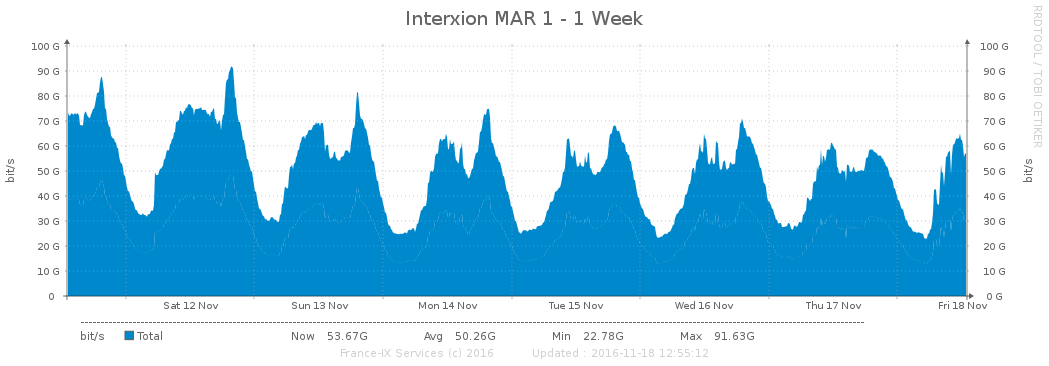 Interxion MAR 1 - 1 Week
RRDTOOL / TOBI OETIKER
bit/s
100 G
90 G
80 G
70 G
60 G
50 G
40 G
30 G
20 G
10 G
0
100 G
90 G
80 G
70 G
60 G
50 G
40 G
30 G
20 G
10 G
0 G
bit/s
Sat 12 Nov Sun 13 Nov Mon 14 Nov Tue 15 Nov Wed 16 Nov Thu 17 Nov Fri 18 Nov
bit/s Total Now 53.67G Avg 50.26G Min 22.78G Max 91.63G
France-IX Services (c) 2016 Updated : 2016-11-18 12:55:12